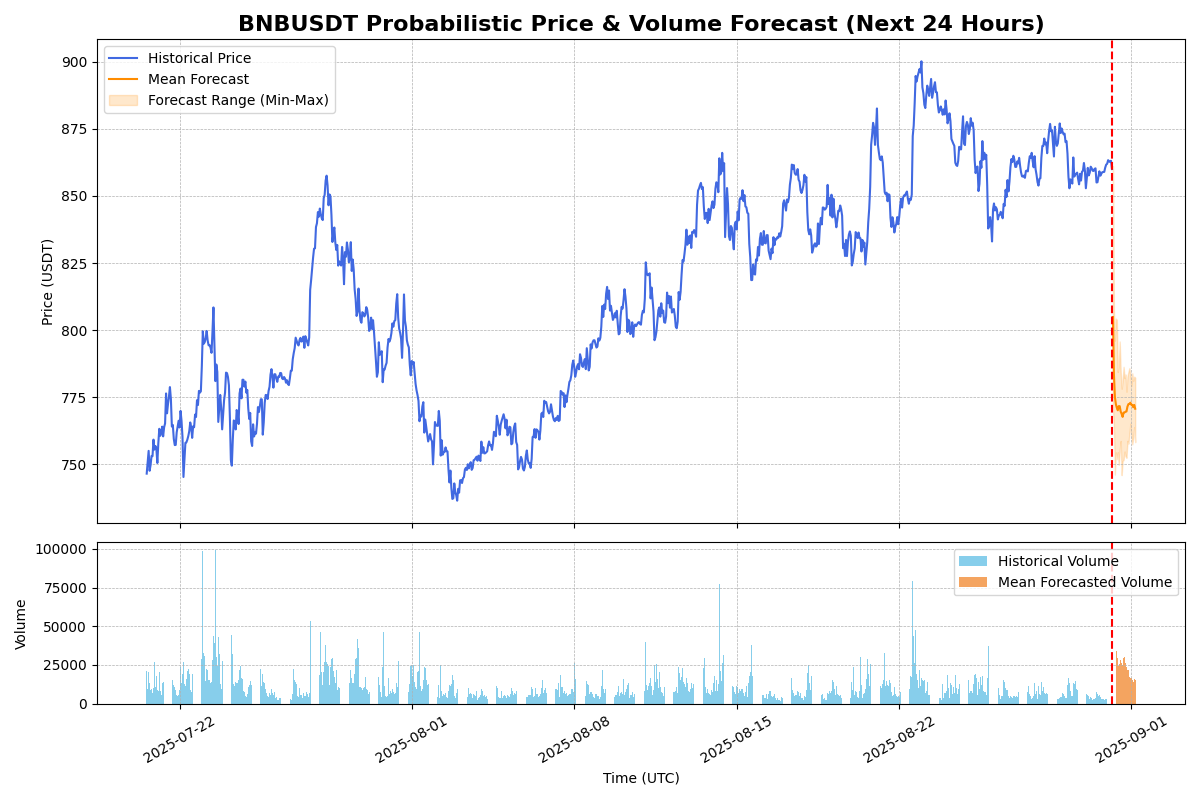 BNBUSDT Probabilistic Price & Volume Forecast (Next 24 Hours)
Historical Price
Mean Forecast
Forecast Range (Min-Max)
900
875
850
825
800
775
750
Price (USDT)
100000
75000
50000
25000
0
Volume
Historical Volume
Mean Forecasted Volume
2025-07-22
2025-08-01
2025-08-08
2025-08-15
2025-08-22
2025-09-01
Time (UTC)